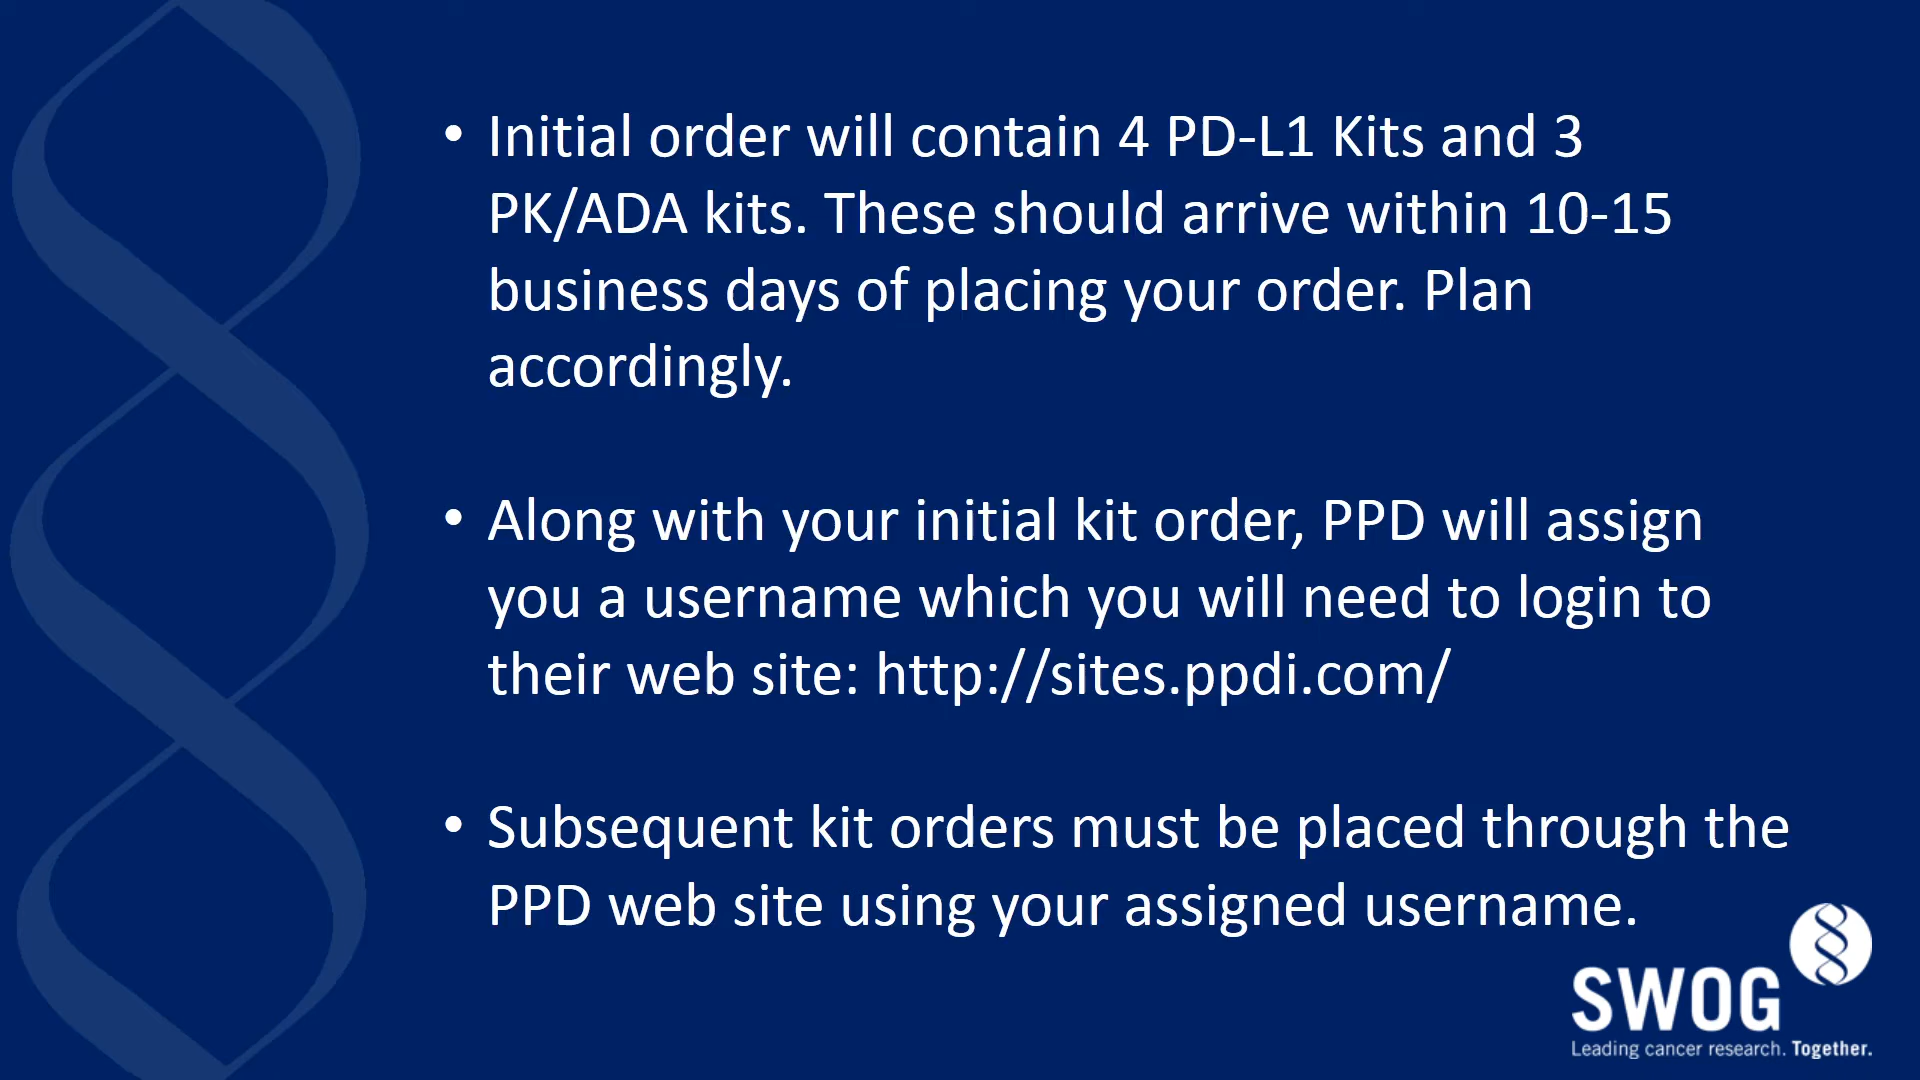 • Initial order will contain 4 PD-L1 Kits and 3
PK/ADA kits. These should arrive within 10-15
business days of placing your order. Plan
accordingly.
• Along with your initial kit order, PPD will assign
you a username which you will need to login to
their web site: http://sites.ppdi.com/
• Subsequent kit orders must be placed through the
PPD web site using your assigned username.
SWOG
Leading cancer research. Together.